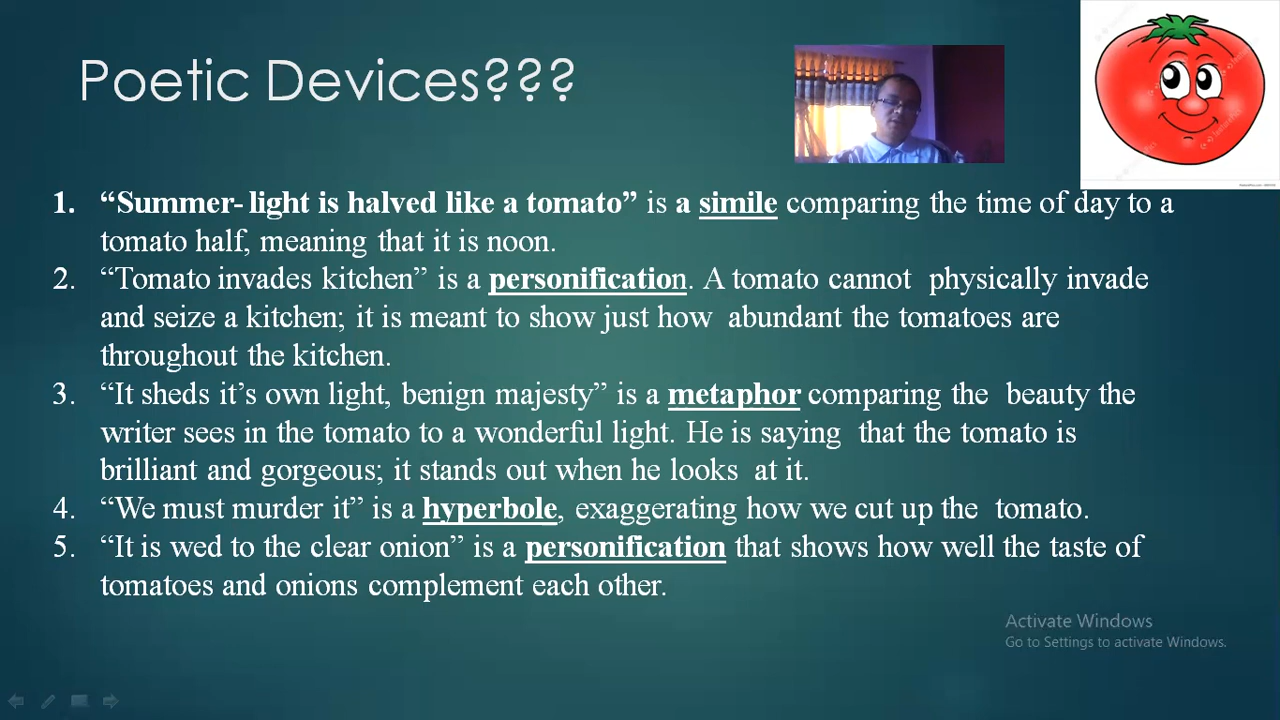 Poetic Devices???
1. “Summer- light is halved like a tomato” is a simile comparing the time of day to a
tomato half, meaning that it is noon.
2. “Tomato invades kitchen” is a personification. A tomato cannot physically invade
and seize a kitchen; it is meant to show just how abundant the tomatoes are
throughout the kitchen.
3. “It sheds it’s own light, benign majesty” is a metaphor comparing the beauty the
writer sees in the tomato to a wonderful light. He is saying that the tomato is
brilliant and gorgeous; it stands out when he looks at it.
4. “We must murder it” is a hyperbole, exaggerating how we cut up the tomato.
5. “It is wed to the clear onion” is a personification that shows how well the taste of
tomatoes and onions complement each other.
Activate Windows
Go to Settings to activate Windows.